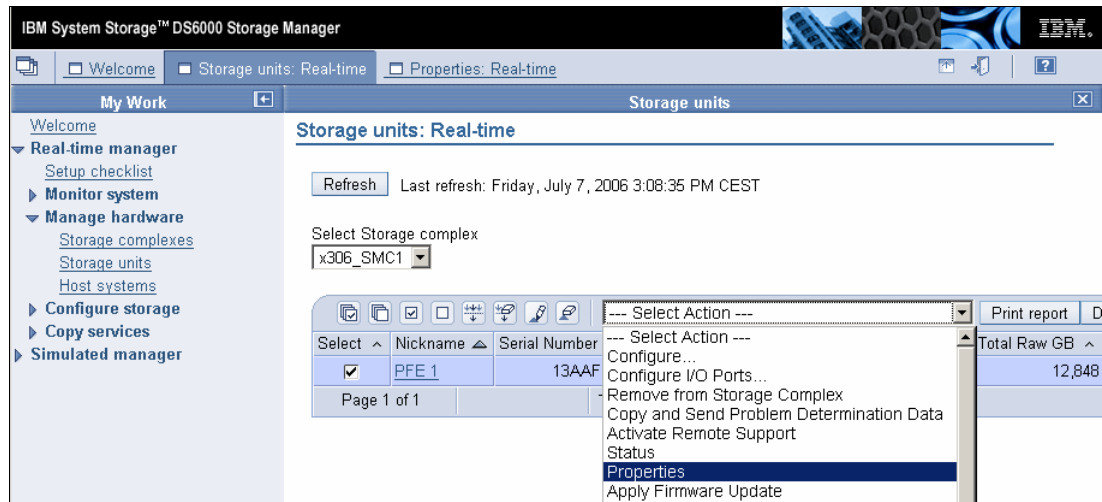 IBM System Storage™ DS6000 Storage Manager
IBM.
Welcome
Storage units: Real-time
Properties: Real-time
?
My Work
Storage units
Welcome
Real-time manager
Setup checklist
Monitor system
Manage hardware
Storage complexes
Storage units
Host systems
Configure storage
Copy services
Simulated manager
Storage units: Real-time
Refresh
Last refresh: Friday, July 7, 2006 3:08:35 PM CEST
Select Storage complex
x306_SMC1
--- Select Action ---
Print report
Select
Nickname
Serial Number
Total Raw GB
PFE 1
13AAF
12,848
Page 1 of 1
--- Select Action ---
Configure...
Configure I/O Ports...
Remove from Storage Complex
Copy and Send Problem Determination Data
Activate Remote Support
Status
Properties
Apply Firmware Update